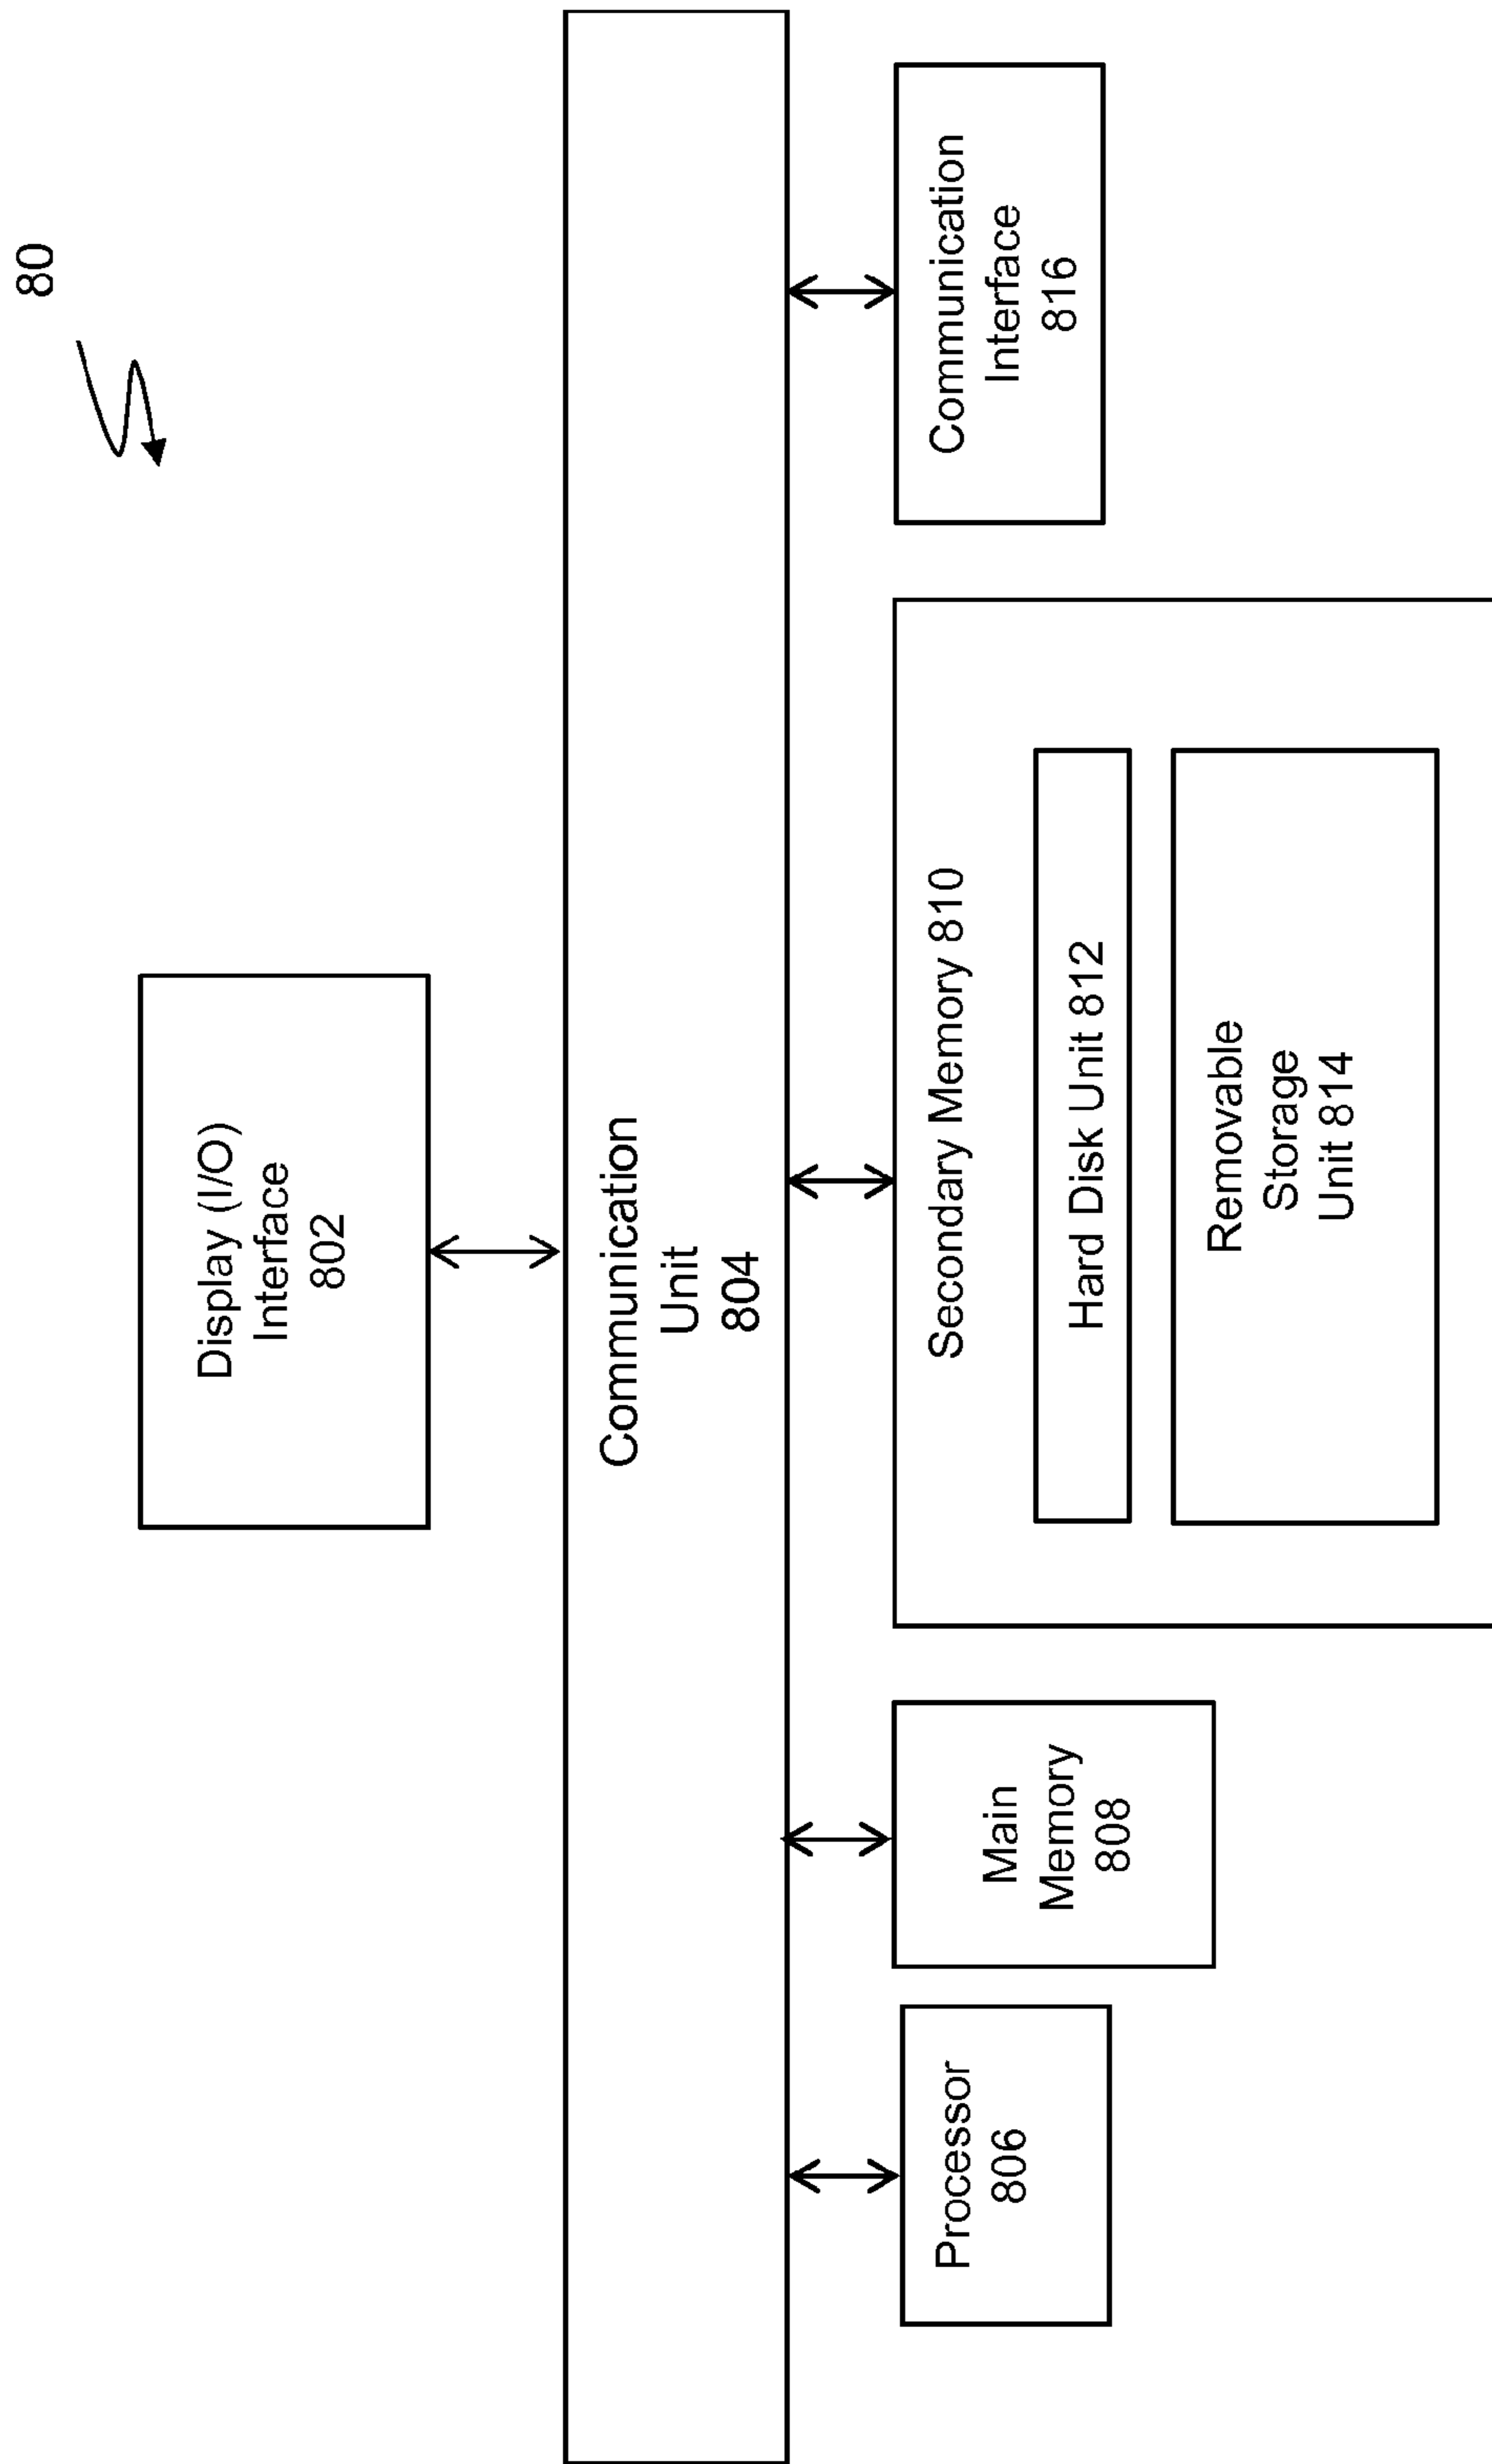 80
Display (I/O)
Interface
802
Communication
Unit
804
Processor
806
Main
Memory
808
Secondary Memory 810
Hard Disk Unit 812
Removable
Storage
Unit 814
Communication
Interface
816